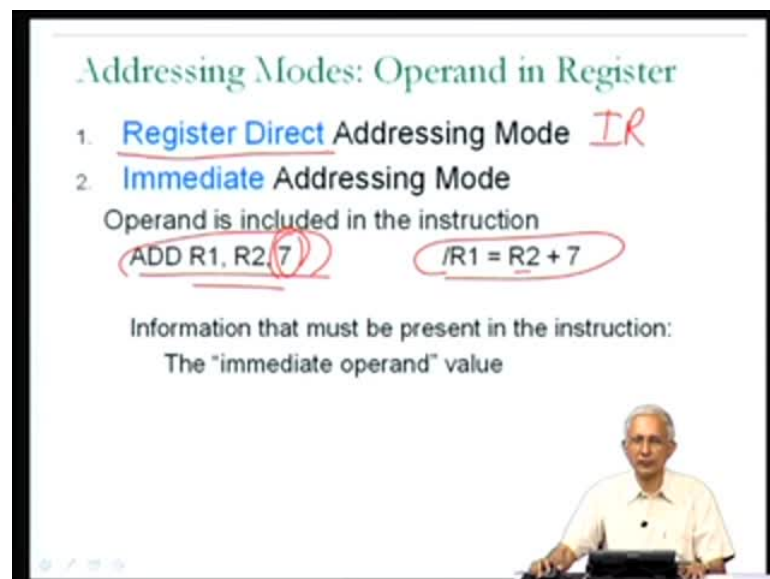 Addressing Modes: Operand in Register
1. Register Direct Addressing Mode IR
2. Immediate Addressing Mode
Operand is included in the instruction
ADD R1, R2, 7 /R1 = R2 + 7
Information that must be present in the instruction:
The "immediate operand" value